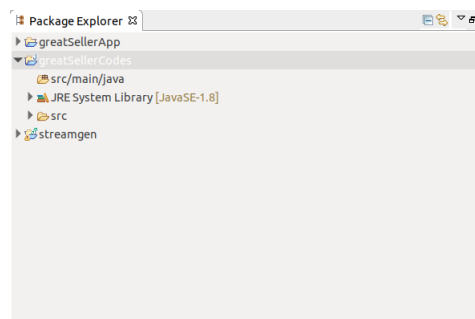 Package Explorer
greatSellerApp
greatSellerCodes
src/main/java
JRE System Library [JavaSE-1.8]
src
streamgen